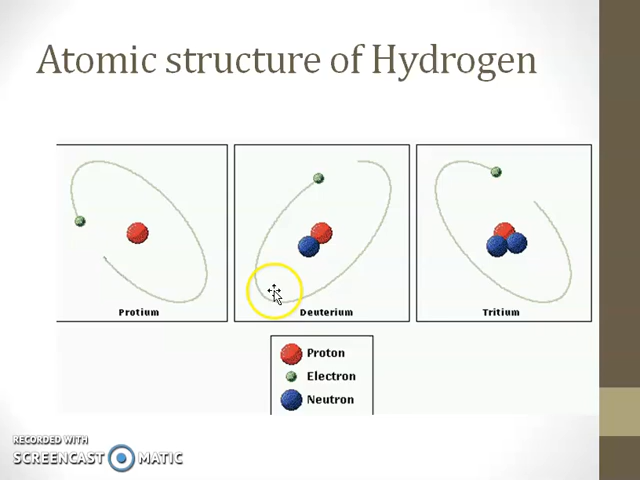 Atomic structure of Hydrogen
Protium
Deuterium
Tritium
Proton
Electron
Neutron
RECORDED WITH
SCREENCAST MATIC